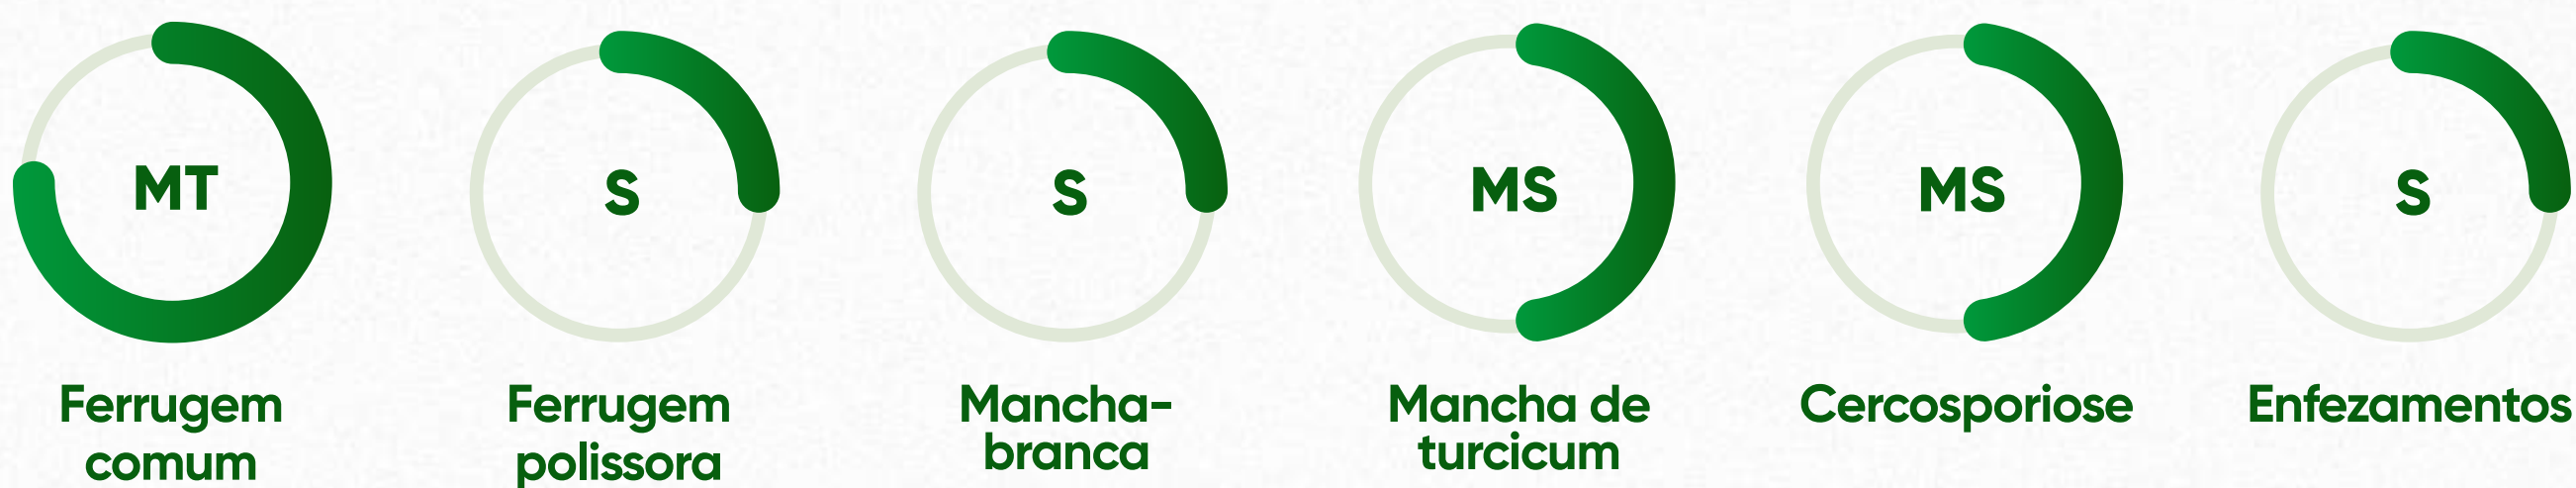 MT
S
S
MS
MS
S
Ferrugem
comum
Ferrugem
polissora
Mancha-
branca
Mancha de
turcicum
Cercosporiose
Enfezamentos